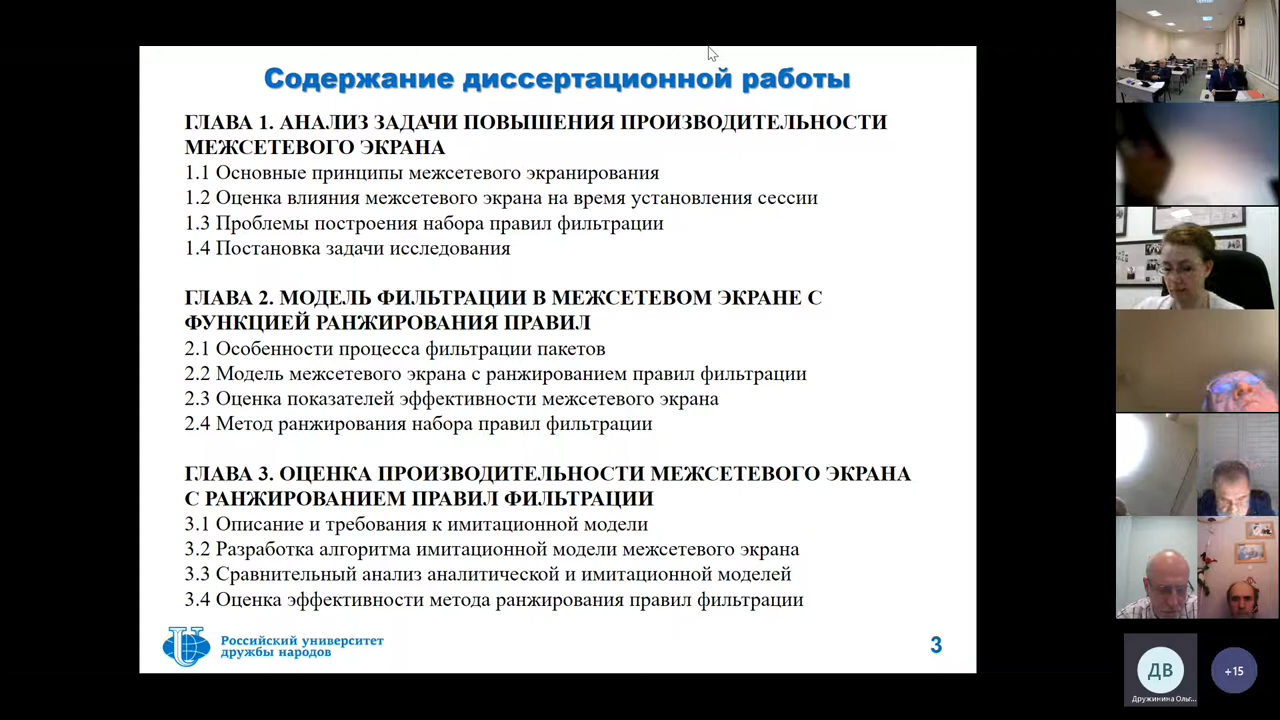 Содержание диссертационной работы
ГЛАВА 1. АНАЛИЗ ЗАДАЧИ ПОВЫШЕНИЯ ПРОИЗВОДИТЕЛЬНОСТИ
МЕЖСЕТЕВОГО ЭКРАНА
1.1 Основные принципы межсетевого экранирования
1.2 Оценка влияния межсетевого экрана на время установления сессии
1.3 Проблемы построения набора правил фильтрации
1.4 Постановка задачи исследования
ГЛАВА 2. МОДЕЛЬ ФИЛЬТРАЦИИ В МЕЖСЕТЕВОМ ЭКРАНЕ С
ФУНКЦИЕЙ РАНЖИРОВАНИЯ ПРАВИЛ
2.1 Особенности процесса фильтрации пакетов
2.2 Модель межсетевого экрана с ранжированием правил фильтрации
2.3 Оценка показателей эффективности межсетевого экрана
2.4 Метод ранжирования набора правил фильтрации
ГЛАВА 3. ОЦЕНКА ПРОИЗВОДИТЕЛЬНОСТИ МЕЖСЕТЕВОГО ЭКРАНА
С РАНЖИРОВАНИЕМ ПРАВИЛ ФИЛЬТРАЦИИ
3.1 Описание и требования к имитационной модели
3.2 Разработка алгоритма имитационной модели межсетевого экрана
3.3 Сравнительный анализ аналитической и имитационной моделей
3.4 Оценка эффективности метода ранжирования правил фильтрации
Российский университет
дружбы народов
3
ДВ
Дружинина Ольг...
+15